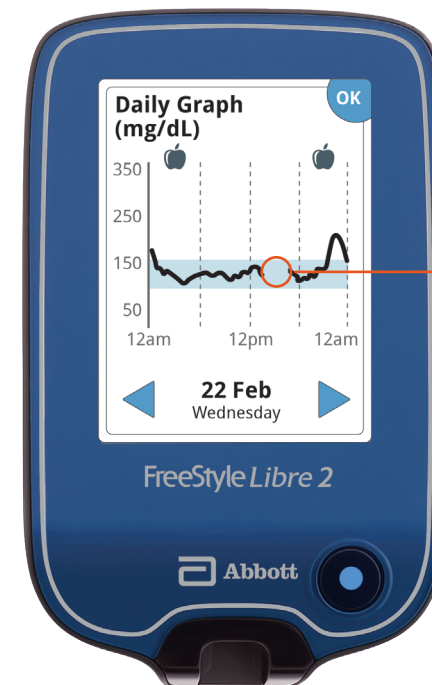 OK
Daily Graph
(mg/dL)
350
250
150
50
12am 12pm 12am
22 Feb
Wednesday
FreeStyle Libre 2
Abbott